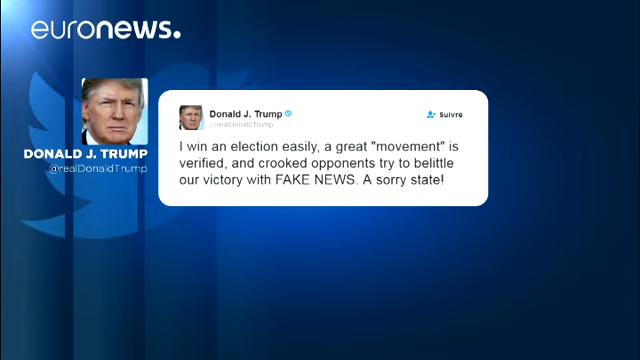 euronews.
DONALD J. TRUMP
@realDonaldTrump
Donald J. Trump
@realDonaldTrump
Suivre
I win an election easily, a great "movement" is
verified, and crooked opponents try to belittle
our victory with FAKE NEWS. A sorry state!